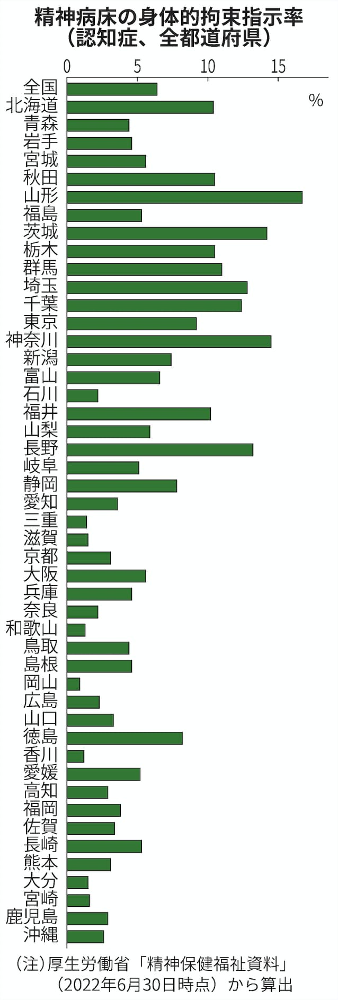 精神病床の身体的拘束指示率
（認知症、全都道府県）
0 5 10 15
%
全国
北海道
青森
岩手
宮城
秋田
山形
福島
茨城
栃木
群馬
埼玉
千葉
東京
神奈川
新潟
富山
石川
福井
山梨
長野
岐阜
静岡
愛知
三重
滋賀
京都
大阪
兵庫
奈良
和歌山
鳥取
島根
岡山
広島
山口
徳島
香川
愛媛
高知
福岡
佐賀
長崎
熊本
大分
宮崎
鹿児島
沖縄
（注）厚生労働省「精神保健福祉資料」
（2022年6月30日時点）から算出